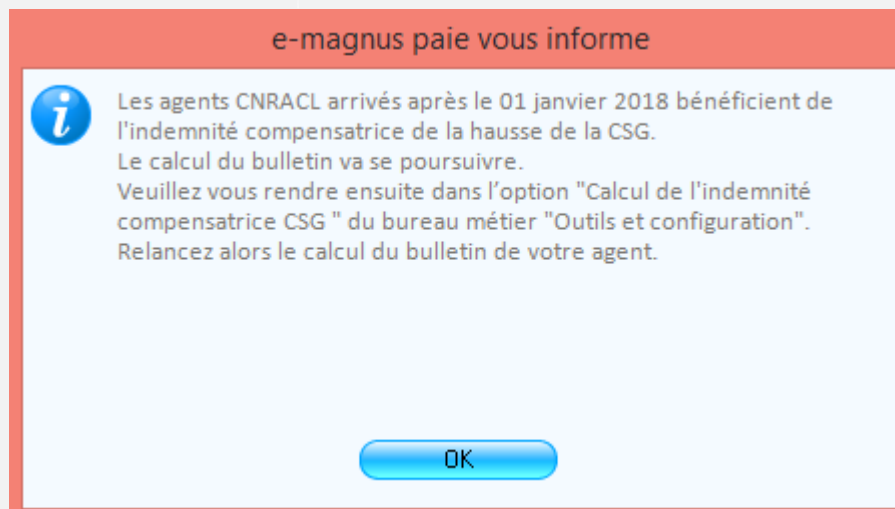 e-magnus paie vous informe
Les agents CNRACL arrivés après le 01 janvier 2018 bénéficient de
l'indemnité compensatrice de la hausse de la CSG.
Le calcul du bulletin va se poursuivre.
Veuillez vous rendre ensuite dans l’option "Calcul de l'indemnité
compensatrice CSG " du bureau métier "Outils et configuration".
Relancez alors le calcul du bulletin de votre agent.
OK